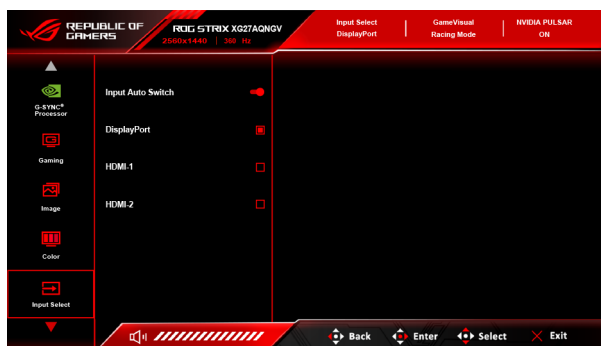 REPUBLIC OF
GAMERS
ROG STRIX XG27AQNGV
2560x1440 | 360 Hz
Input Select
DisplayPort
GameVisual
Racing Mode
NVIDIA PULSAR
ON
G-SYNC®
Processor
Gaming
Image
Color
Input Select
Input Auto Switch
DisplayPort
HDMI-1
HDMI-2
Back
Enter
Select
Exit